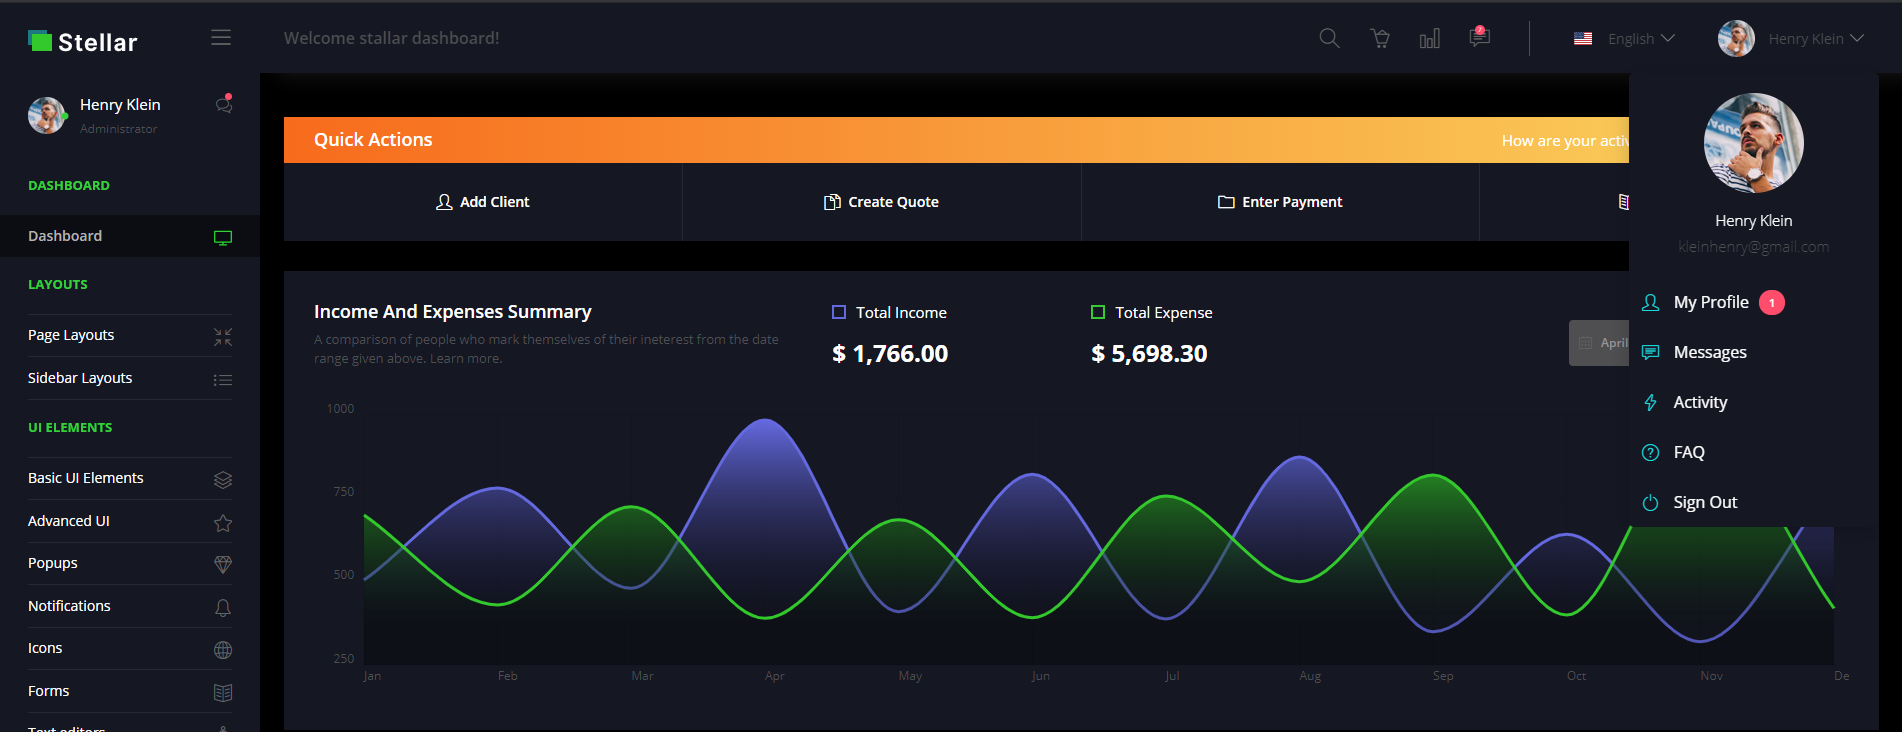 Stellar
Welcome stallar dashboard!
English
Henry Klein
Henry Klein
Administrator
DASHBOARD
Dashboard
LAYOUTS
Page Layouts
Sidebar Layouts
UI ELEMENTS
Basic UI Elements
Advanced UI
Popups
Notifications
Icons
Forms
Text editors
Quick Actions
How are your activ
Add Client
Create Quote
Enter Payment
Income And Expenses Summary
A comparison of people who mark themselves of their ineterest from the date
range given above. Learn more.
Total Income
$ 1,766.00
Total Expense
$ 5,698.30
April
1000
750
500
250
Jan Feb Mar Apr May Jun Jul Aug Sep Oct Nov De
Henry Klein
kleinhenry@gmail.com
My Profile 1
Messages
Activity
FAQ
Sign Out